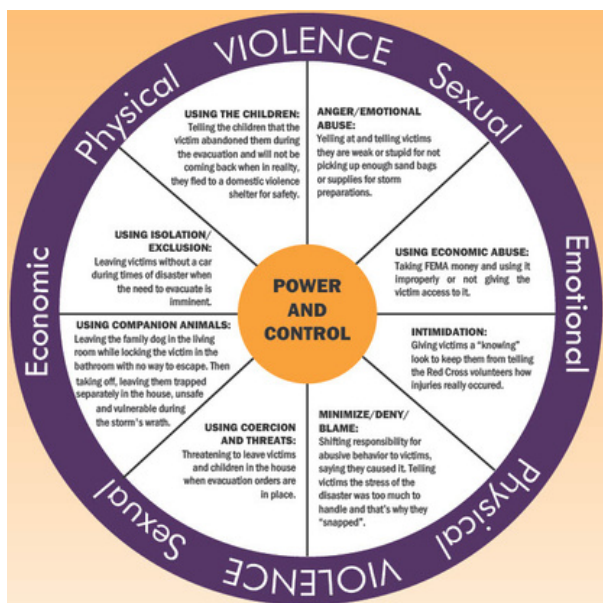 VIOLENCE
Sexual
Emotional
Physical
VIOLENCE
Sexual
Economic
Physical
POWER
AND
CONTROL
ANGER/EMOTIONAL
ABUSE:
Yelling at and telling victims
they are weak or stupid for not
picking up enough sand bags
or supplies for storm
preparations.
USING ECONOMIC ABUSE:
Taking FEMA money and using it
improperly or not giving the
victim access to it.
INTIMIDATION:
Giving victims a “knowing”
look to keep them from telling
the Red Cross volunteers how
injuries really occured.
MINIMIZE/DENY/
BLAME:
Shifting responsibility for
abusive behavior to victims,
saying they caused it. Telling
victims the stress of the
disaster was too much to
handle and that’s why they
“snapped”.
USING COERCION
AND THREATS:
Threatening to leave victims
and children in the house
when evacuation orders are
in place.
USING COMPANION ANIMALS:
Leaving the family dog in the living
room while locking the victim in the
bathroom with no way to escape. Then
taking off, leaving them trapped
separately in the house, unsafe
and vulnerable during
the storm’s wrath.
USING ISOLATION/
EXCLUSION:
Leaving victims without a car
during times of disaster when
the need to evacuate is
imminent.
USING THE CHILDREN:
Telling the children that the
victim abandoned them during
the evacuation and will not be
coming back when in reality,
they fled to a domestic violence
shelter for safety.